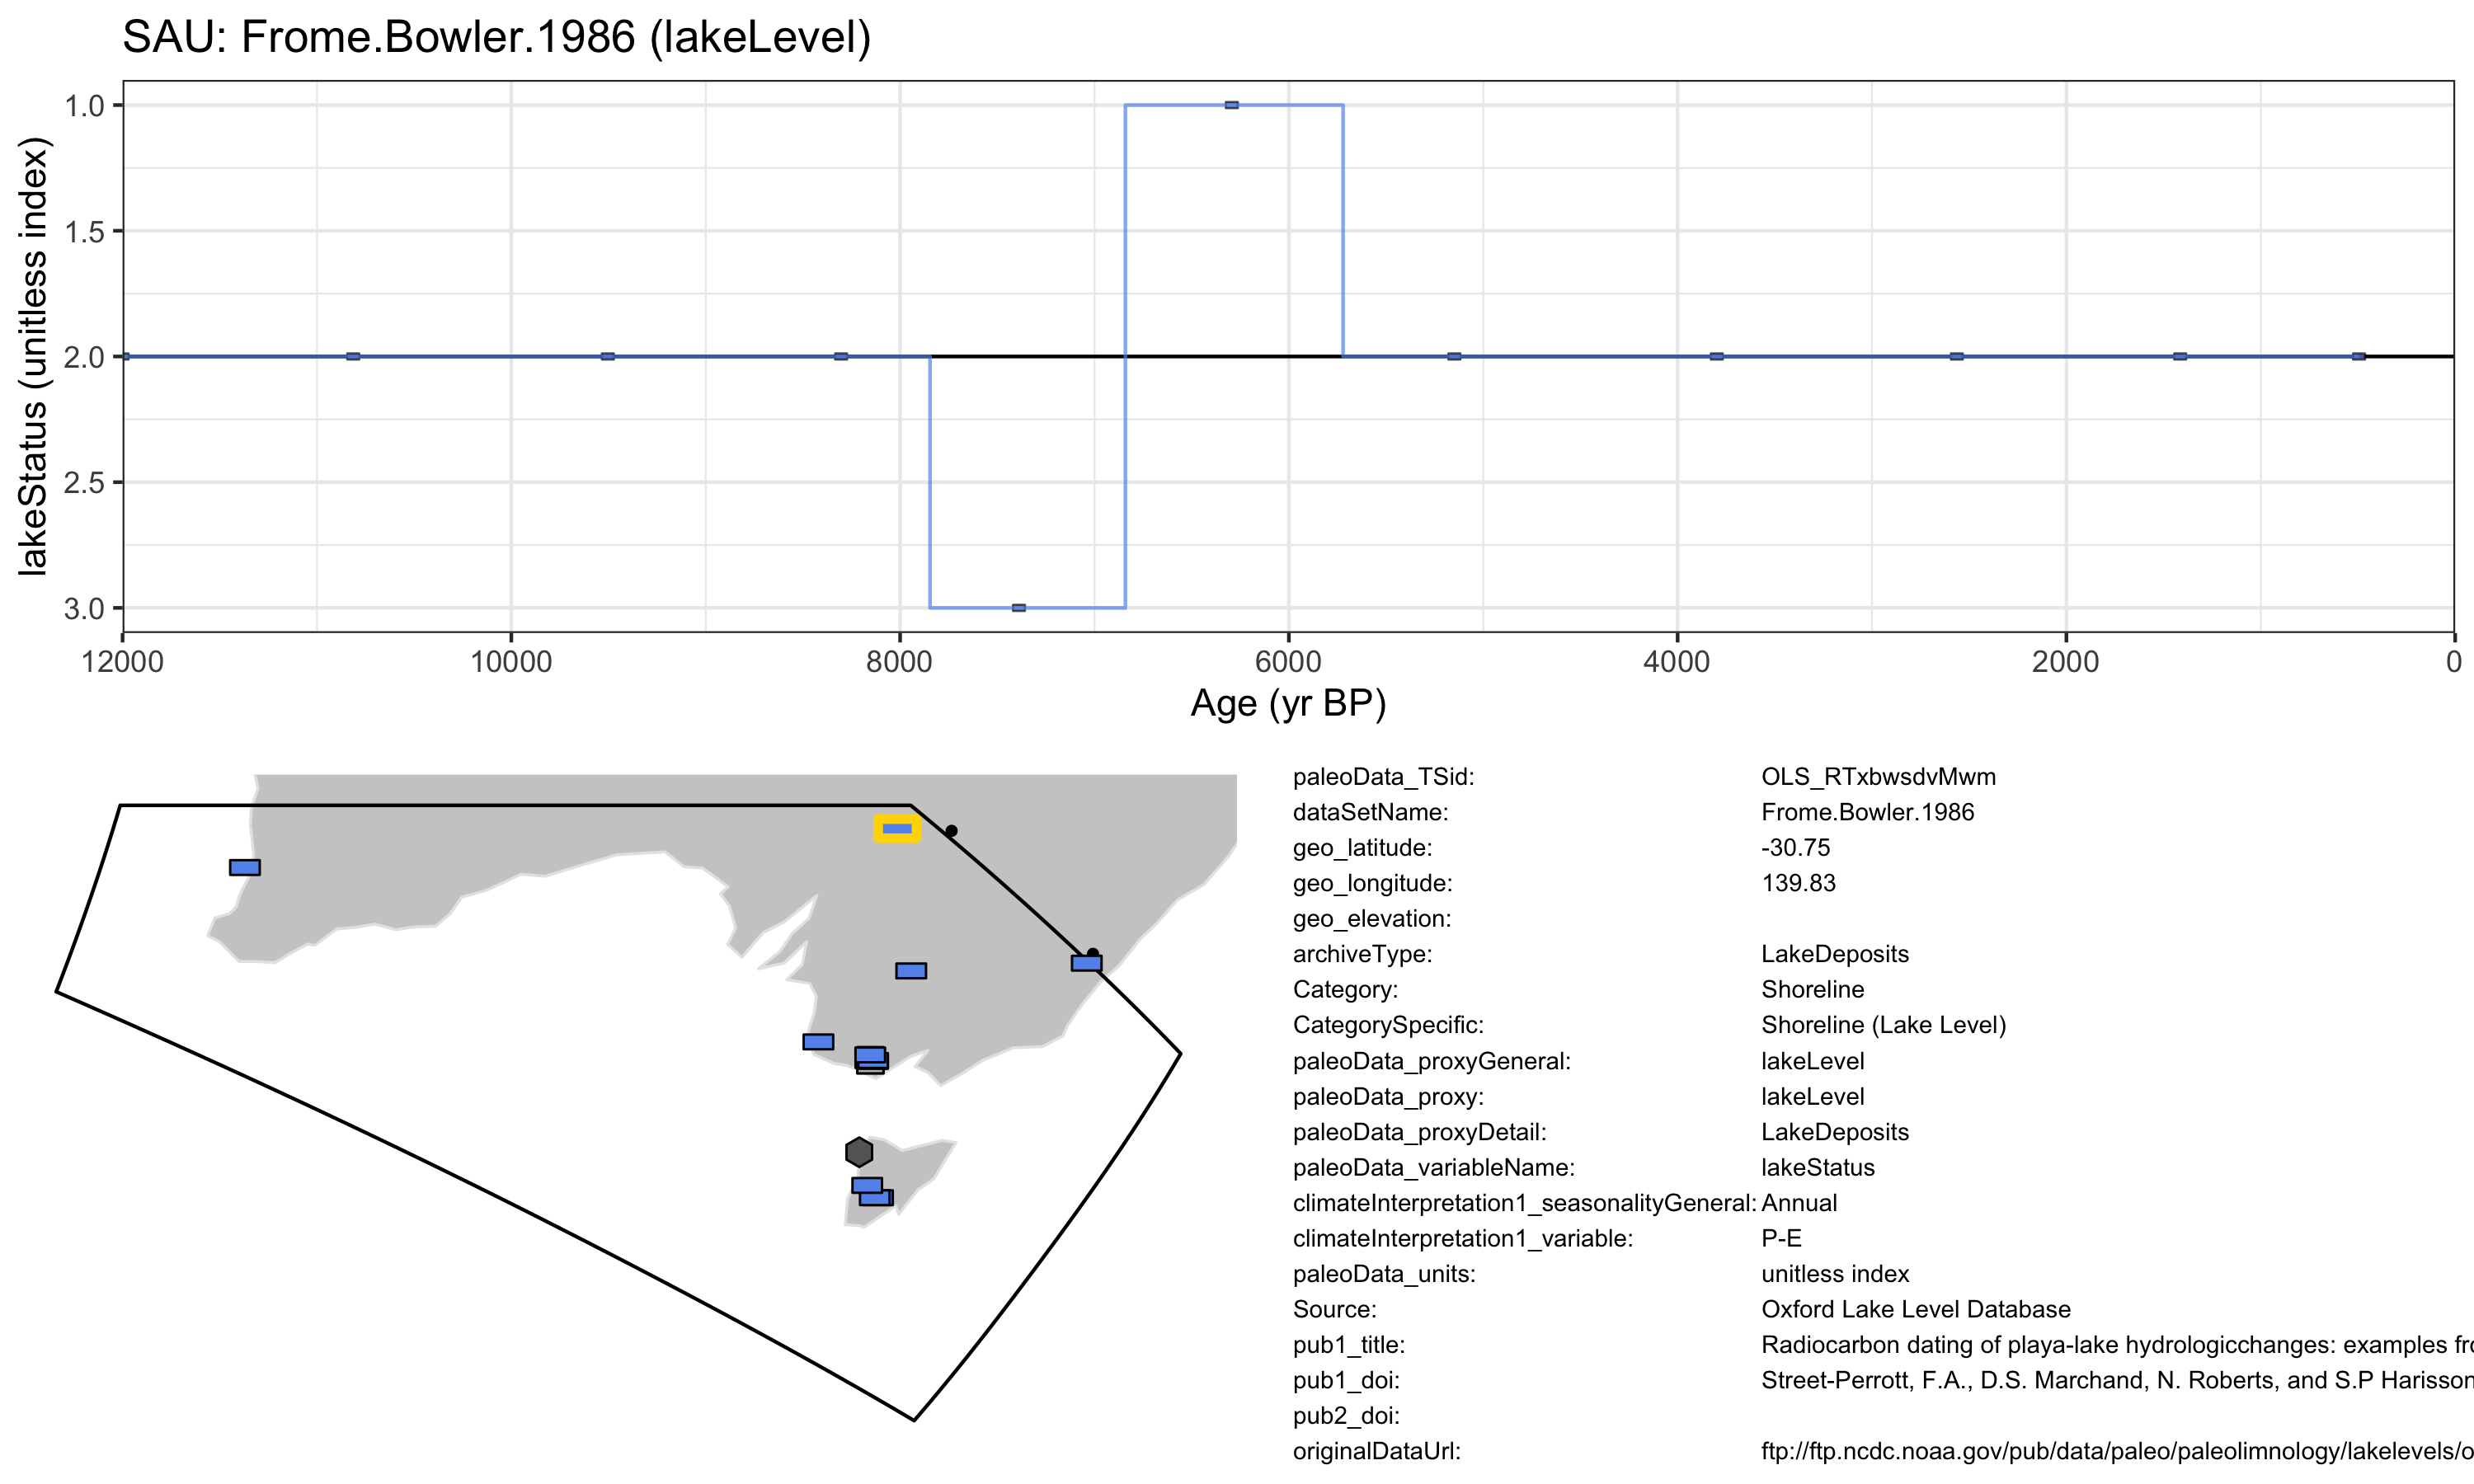 SAU: Frome.Bowler.1986 (lakeLevel)
lakeStatus (unitless index)
1.0
1.5
2.0
2.5
3.0
12000 10000 8000 6000 4000 2000 0
Age (yr BP)
paleoData_TSid: OLS_RTxbwsdvMwm
dataSetName: Frome.Bowler.1986
geo_latitude: -30.75
geo_longitude: 139.83
geo_elevation:
archiveType: LakeDeposits
Category: Shoreline
CategorySpecific: Shoreline (Lake Level)
paleoData_proxyGeneral: lakeLevel
paleoData_proxy: lakeLevel
paleoData_proxyDetail: LakeDeposits
paleoData_variableName: lakeStatus
climateInterpretation1_seasonalityGeneral: Annual
climateInterpretation1_variable: P-E
paleoData_units: unitless index
Source: Oxford Lake Level Database
pub1_title: Radiocarbon dating of playa-lake hydrologicchanges: examples fro
pub1_doi: Street-Perrott, F.A., D.S. Marchand, N. Roberts, and S.P Harisson
pub2_doi:
originalDataUrl: ftp://ftp.ncdc.noaa.gov/pub/data/paleo/paleolimnology/lakelevels/o